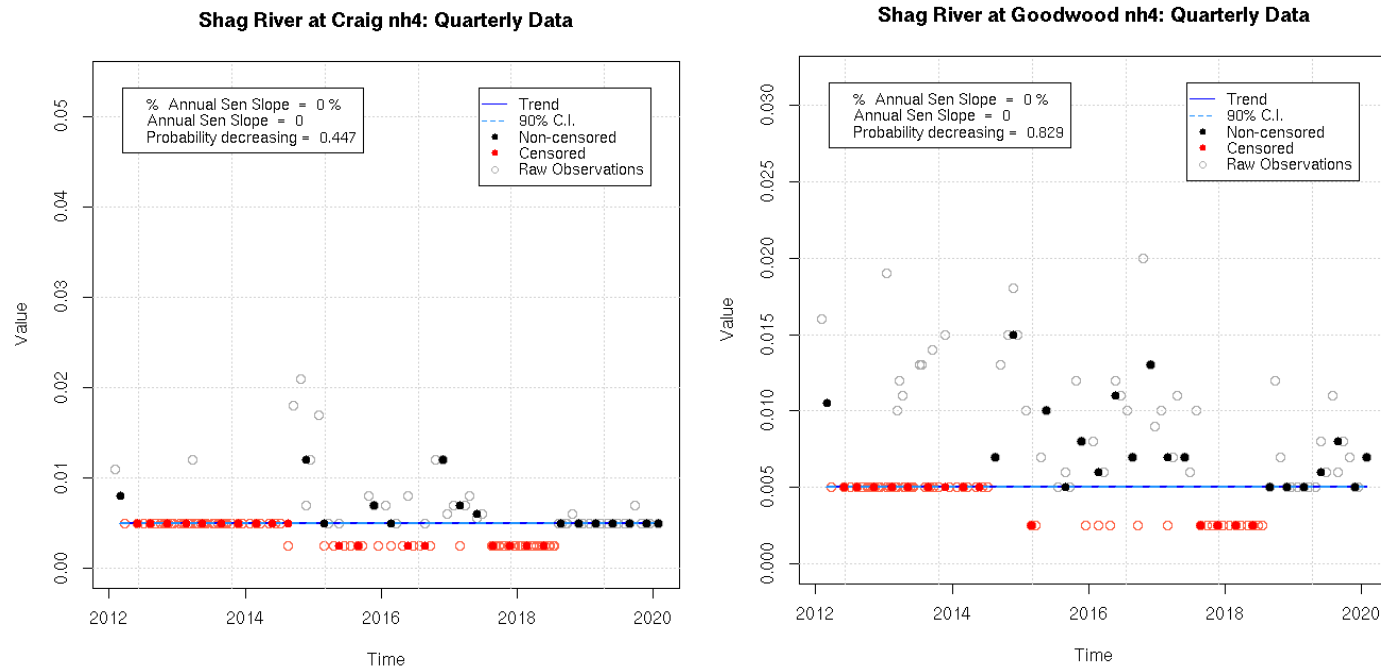 Shag River at Craig nh4: Quarterly Data
% Annual Sen Slope = 0 %
Annual Sen Slope = 0
Probability decreasing = 0.447
Trend
90% C.I.
Non-censored
Censored
Raw Observations
Value
0.05
0.04
0.03
0.02
0.01
0.00
2012 2014 2016 2018 2020
Time
Shag River at Goodwood nh4: Quarterly Data
% Annual Sen Slope = 0 %
Annual Sen Slope = 0
Probability decreasing = 0.829
Trend
90% C.I.
Non-censored
Censored
Raw Observations
Value
0.030
0.025
0.020
0.015
0.010
0.005
0.000
2012 2014 2016 2018 2020
Time